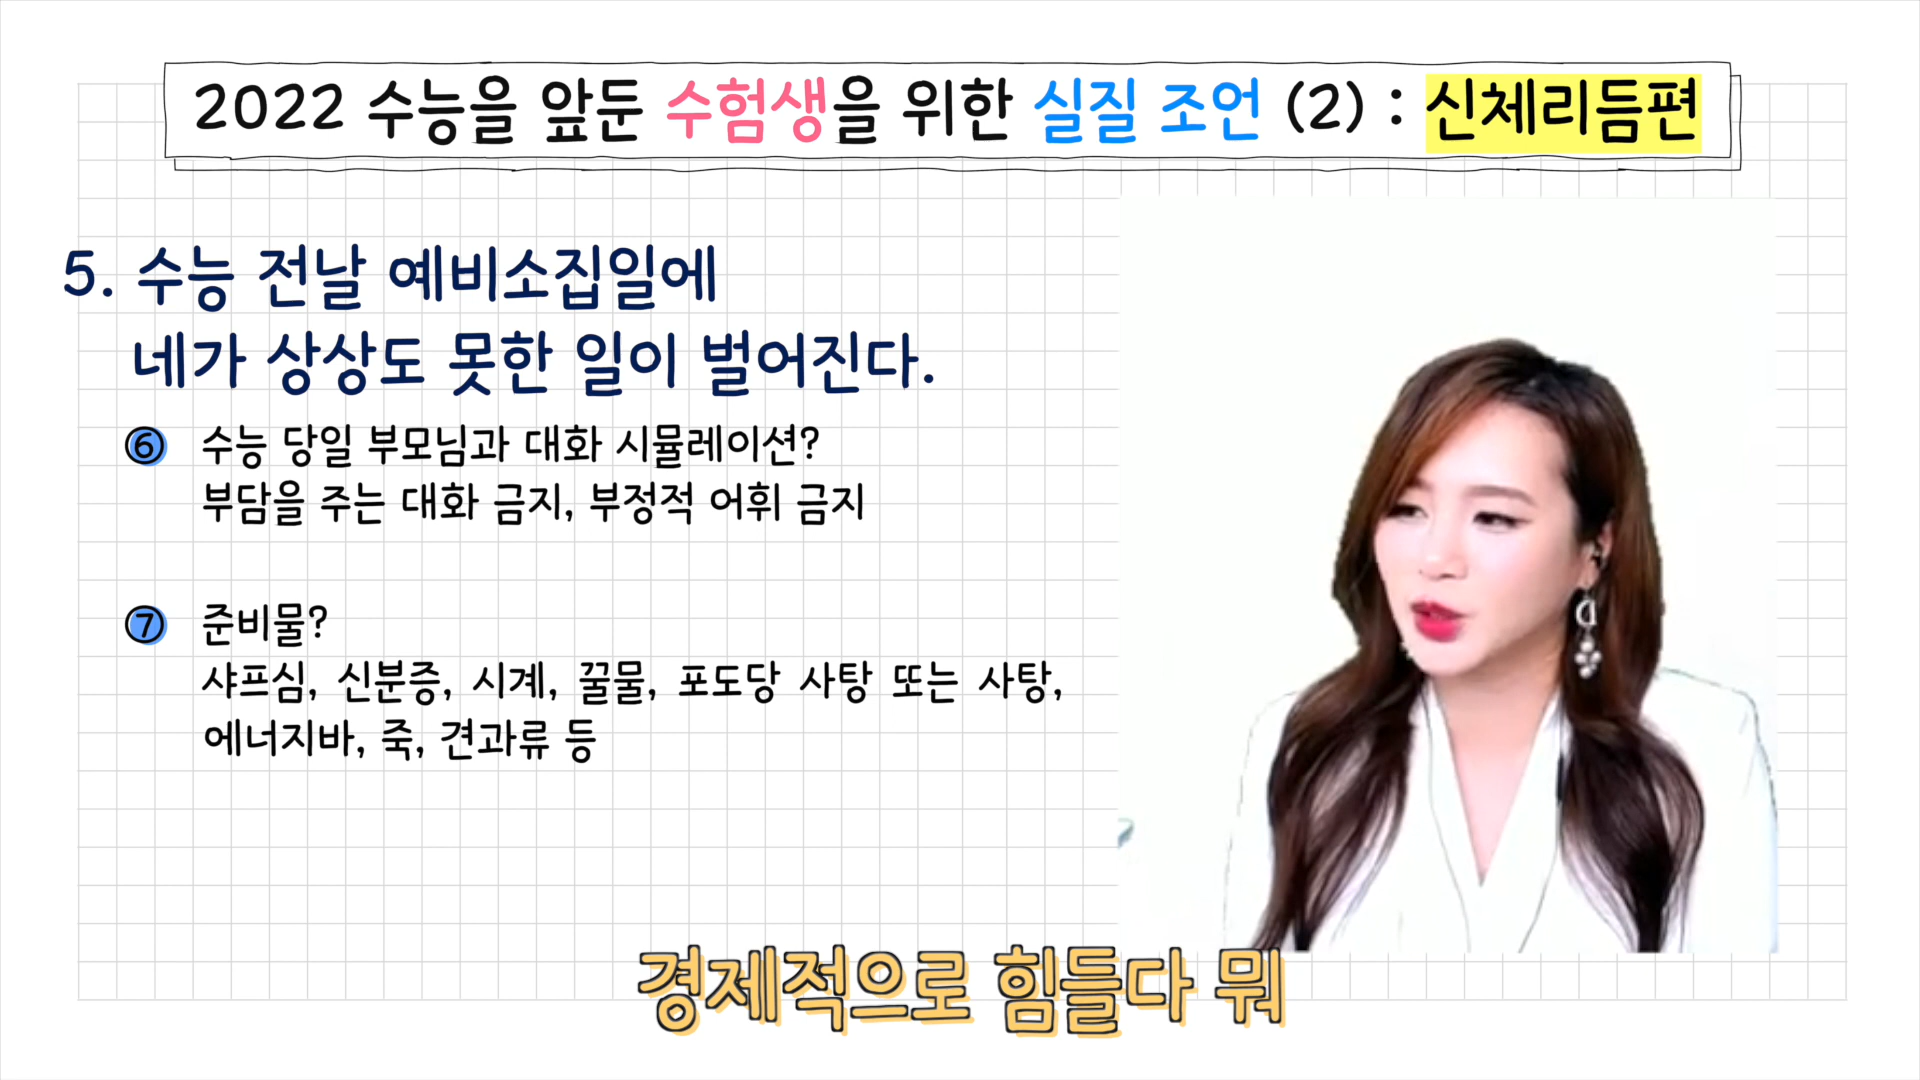 2022 수능을 앞둔 수험생을 위한 실질 조언 (2) : 신체리듬편
5. 수능 전날 예비소집일에
네가 상상도 못한 일이 벌어진다.
⑥ 수능 당일 부모님과 대화 시뮬레이션?
부담을 주는 대화 금지, 부정적 어휘 금지
⑦ 준비물?
샤프심, 신분증, 시계, 꿀물, 포도당 사탕 또는 사탕,
에너지바, 죽, 견과류 등
경제적으로 힘들다 뭐